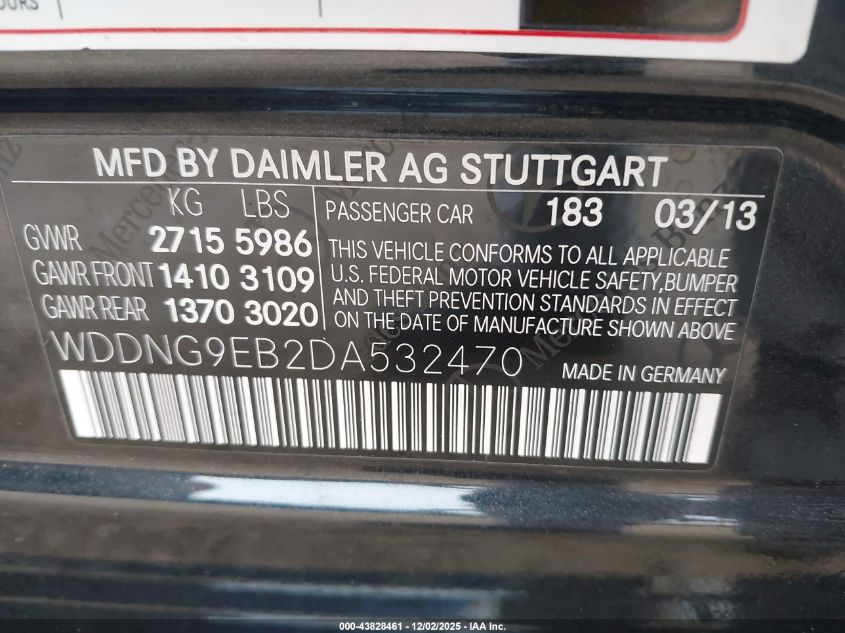 OURS
MFD BY DAIMLER AG STUTTGART
KG LBS
GVWR 2715 5986
GAWR FRONT 1410 3109
GAWR REAR 1370 3020
PASSENGER CAR 183 03/13
THIS VEHICLE CONFORMS TO ALL APPLICABLE
U.S. FEDERAL MOTOR VEHICLE SAFETY, BUMPER
AND THEFT PREVENTION STANDARDS IN EFFECT
ON THE DATE OF MANUFACTURE SHOWN ABOVE
WDDNG9EB2DA532470
MADE IN GERMANY
000-43828461 - 12/02/2025 - IAA Inc.